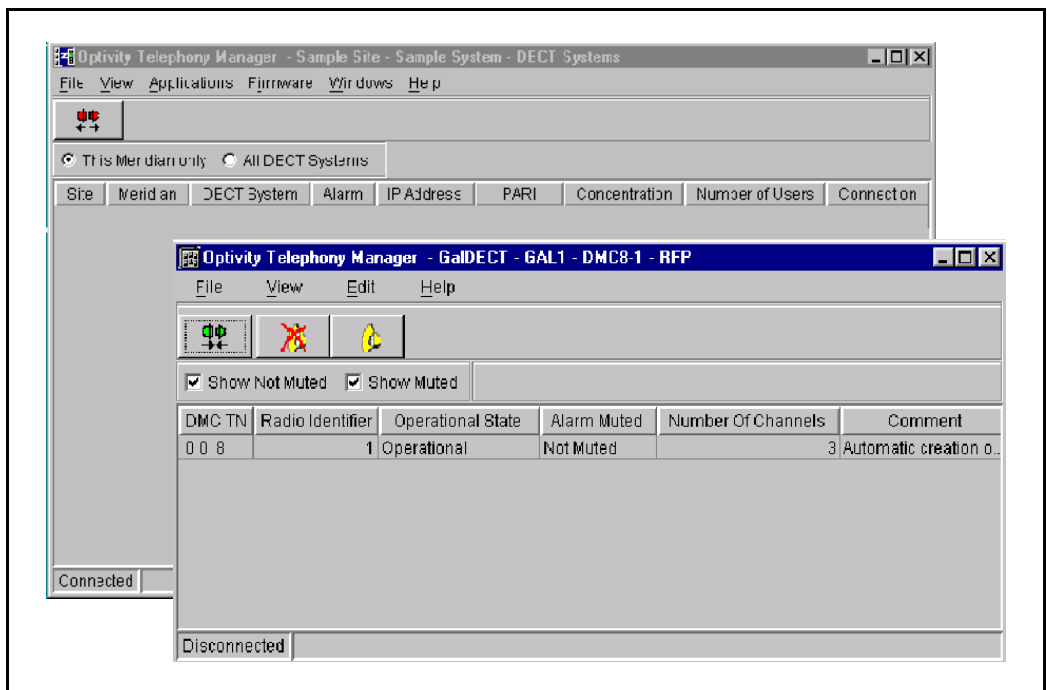 Optivity Telephony Manager - Sample Site - Sample System - DECT Systems
File View Applications Firmware Windows Help
This Meridian only All DECT Systems
Site Meridian DECT System Alarm IP Address PARI Concentration Number of Users Connection
Connected
Optivity Telephony Manager - GalDECT - GAL1 - DMC8-1 - RFP
File View Edit Help
Show Not Muted Show Muted
DMC TN Radio Identifier Operational State Alarm Muted Number Of Channels Comment
0 0 8 1 Operational Not Muted 3 Automatic creation o..
Disconnected